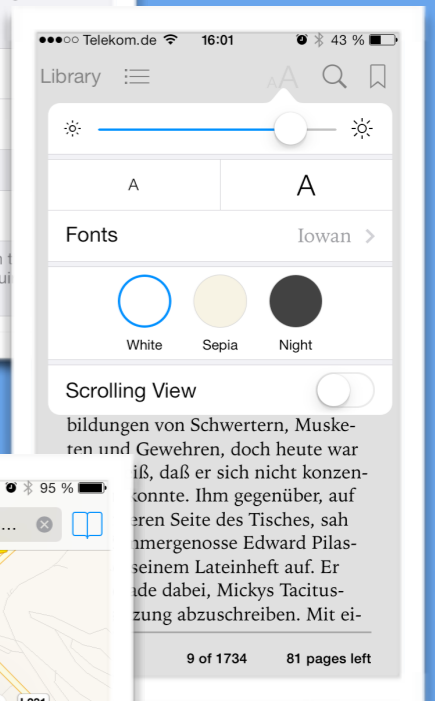 Telekom.de 16:01 43 %
Library AA
A A
Fonts Iowan >
White Sepia Night
Scrolling View
bildungen von Schwertern, Muske-
ten und Gewehren, doch heute war
iß, daß er sich nicht konzen-
konnte. Ihm gegenüber, auf
eren Seite des Tisches, sah
mergenosse Edward Pilas-
seinem Lateinheft auf. Er
ade dabei, Mickys Tacitus-
zung abzuschreiben. Mit ei-
9 of 1734 81 pages left
95 %
...